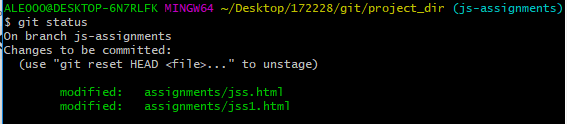 ALEOOO@DESKTOP-6N7RLFK MINGW64 ~/Desktop/172228/git/project_dir (js-assignments)
$ git status
On branch js-assignments
Changes to be committed:
  (use "git reset HEAD <file>..." to unstage)
        modified:   assignments/jss.html
        modified:   assignments/jss1.html